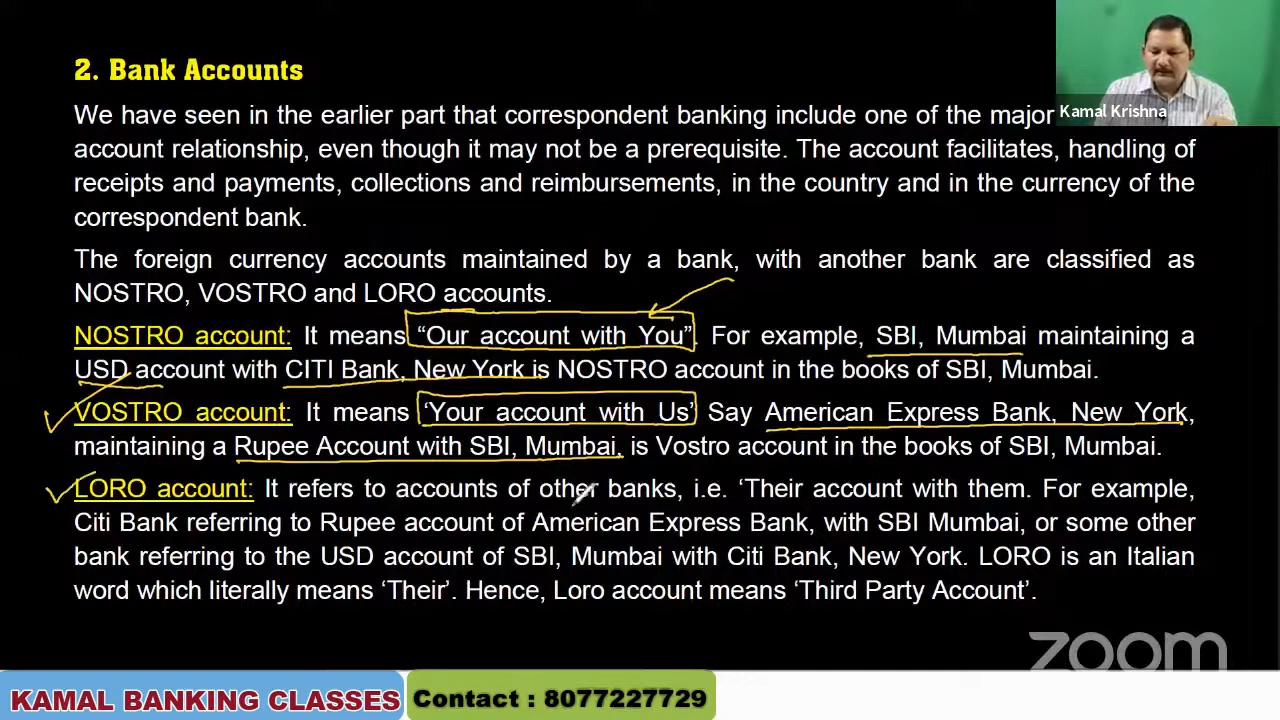 2. Bank Accounts
We have seen in the earlier part that correspondent banking include one of the major
account relationship, even though it may not be a prerequisite. The account facilitates, handling of
receipts and payments, collections and reimbursements, in the country and in the currency of the
correspondent bank.
Kamal Krishna
The foreign currency accounts maintained by a bank, with another bank are classified as
NOSTRO, VOSTRO and LORO accounts.
NOSTRO account: It means “Our account with You”. For example, SBI, Mumbai maintaining a
USD account with CITI Bank, New York is NOSTRO account in the books of SBI, Mumbai.
VOSTRO account: It means ‘Your account with Us’ Say American Express Bank, New York,
maintaining a Rupee Account with SBI, Mumbai, is Vostro account in the books of SBI, Mumbai.
LORO account: It refers to accounts of other banks, i.e. ‘Their account with them. For example,
Citi Bank referring to Rupee account of American Express Bank, with SBI Mumbai, or some other
bank referring to the USD account of SBI, Mumbai with Citi Bank, New York. LORO is an Italian
word which literally means ‘Their’. Hence, Loro account means ‘Third Party Account’.
zoom
KAMAL BANKING CLASSES
Contact : 8077227729